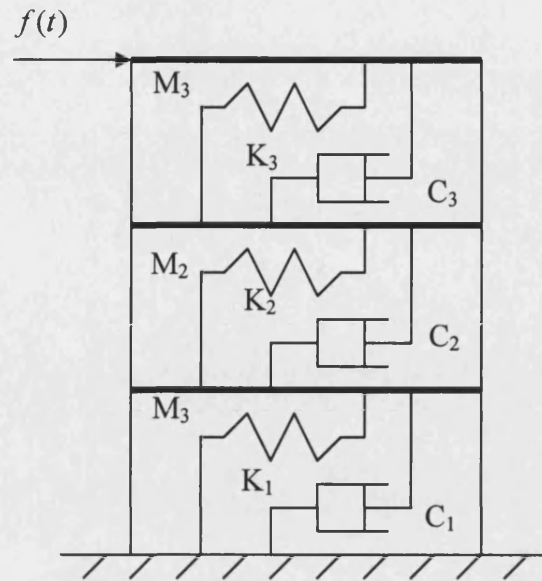 f(t)
M₃
K₃
C₃
M₂
K₂
C₂
M₃
K₁
C₁